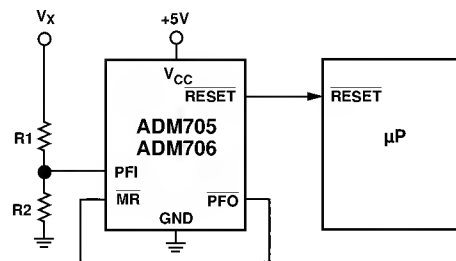 VX
+5V
VCC
RESET
RESET
ADM705
ADM706
µP
R1
PFI
R2
MR
PFO
GND